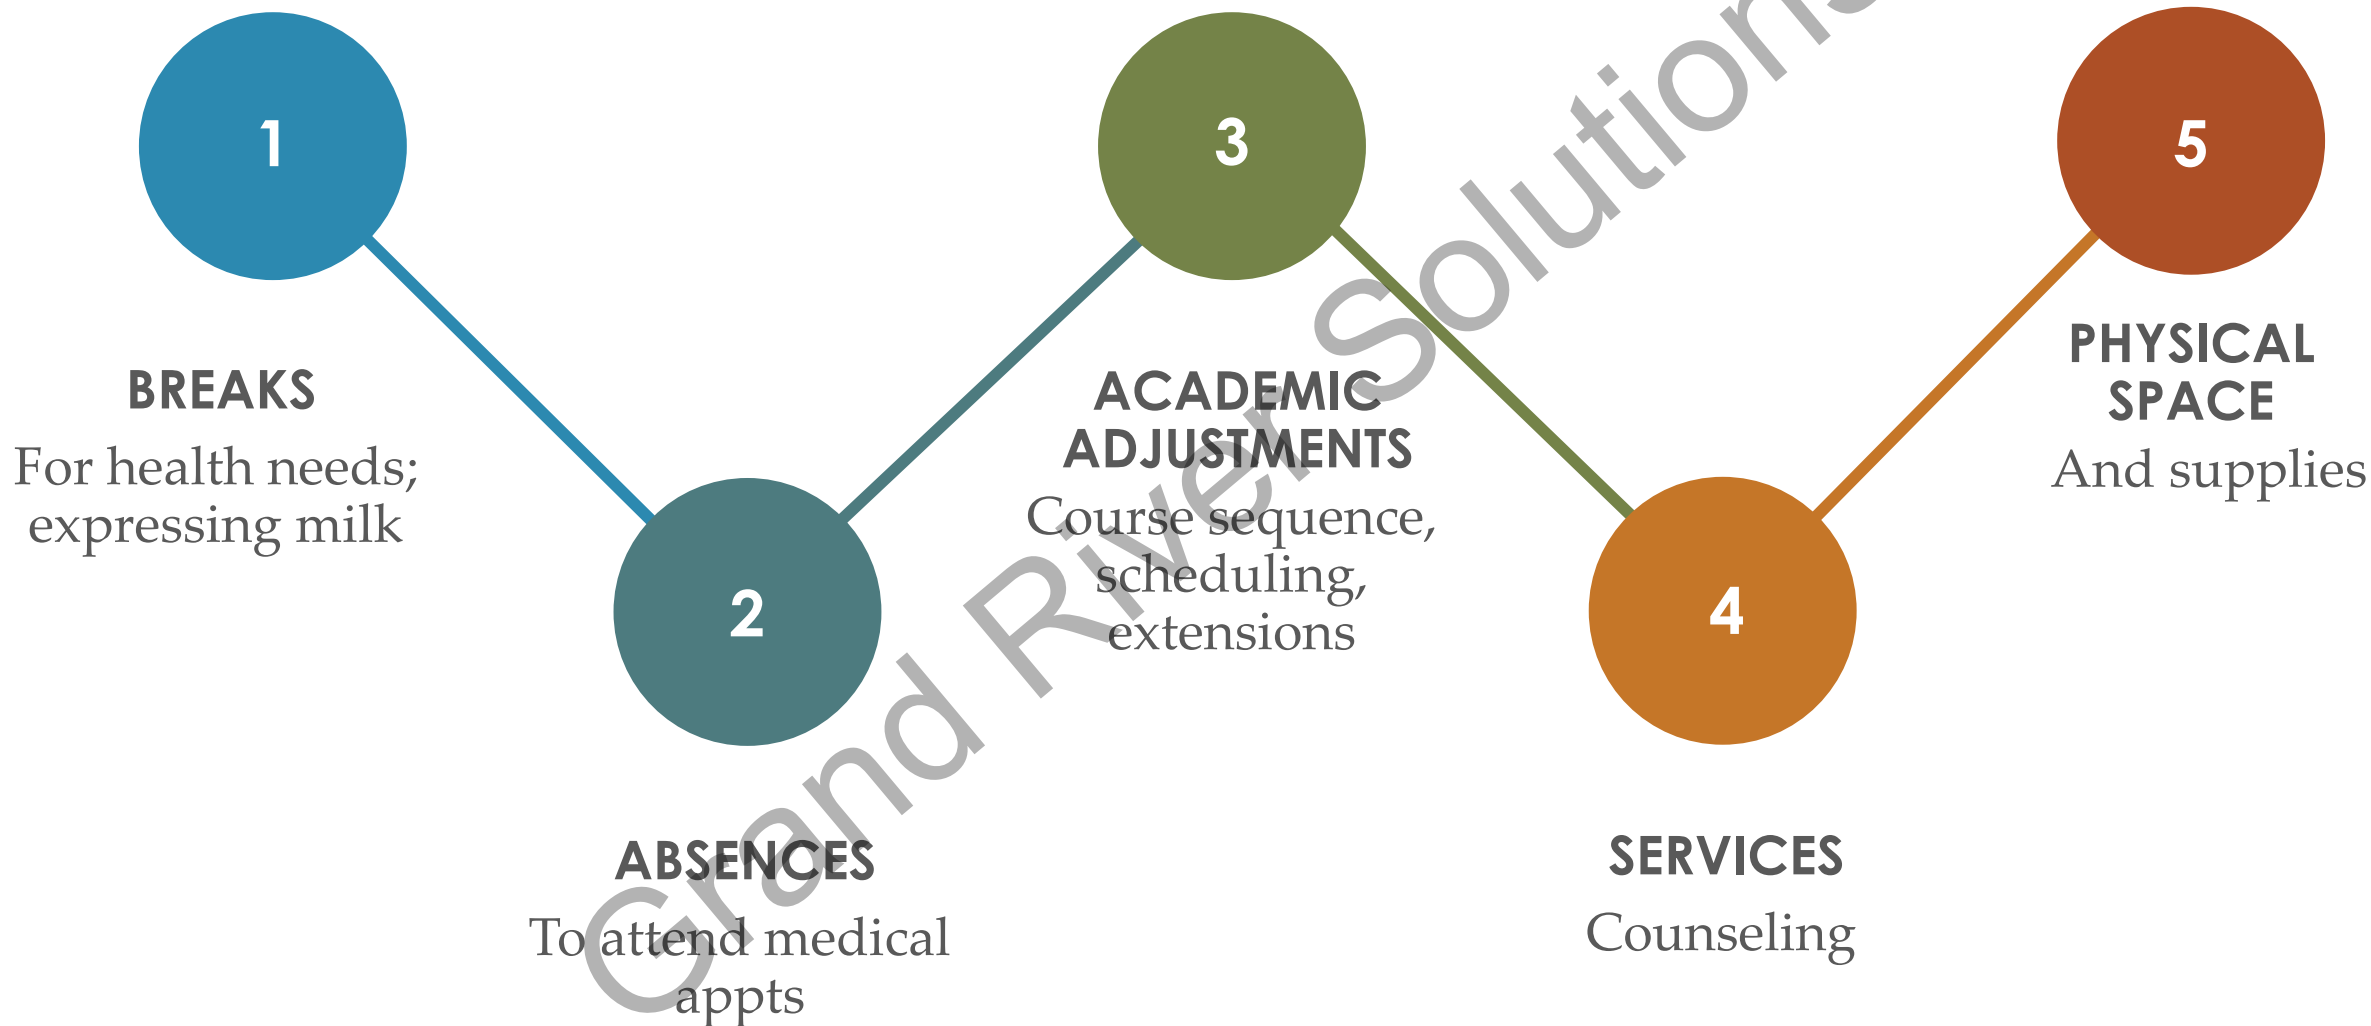 1
BREAKS
For health needs;
expressing milk
2
ABSENCES
To attend medical
appts
3
ACADEMIC
ADJUSTMENTS
Course sequence,
scheduling,
extensions
4
SERVICES
Counseling
5
PHYSICAL
SPACE
And supplies
Grand River Solutions